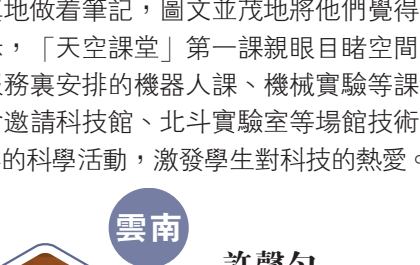 地做着筆記，圖文並茂地將他們覺得
，「天空課堂」第一課親眼目睹空間
務裏安排的機器人課、機械實驗等課
邀請科技館、北斗實驗室等場館技術
的科學活動，激發學生對科技的熱愛。
雲南